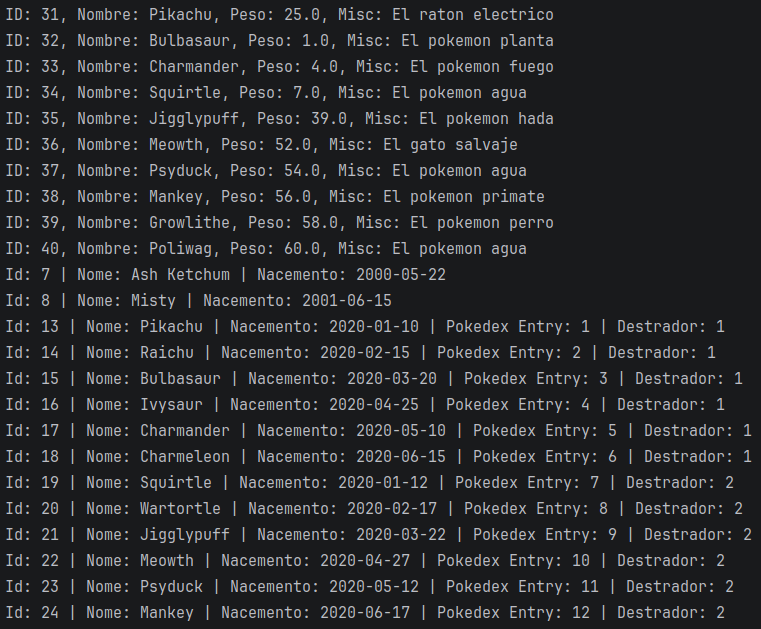 ID: 31, Nombre: Pikachu, Peso: 25.0, Misc: El raton electrico
ID: 32, Nombre: Bulbasaur, Peso: 1.0, Misc: El pokemon planta
ID: 33, Nombre: Charmander, Peso: 4.0, Misc: El pokemon fuego
ID: 34, Nombre: Squirtle, Peso: 7.0, Misc: El pokemon agua
ID: 35, Nombre: Jigglypuff, Peso: 39.0, Misc: El pokemon hada
ID: 36, Nombre: Meowth, Peso: 52.0, Misc: El gato salvaje
ID: 37, Nombre: Psyduck, Peso: 54.0, Misc: El pokemon agua
ID: 38, Nombre: Mankey, Peso: 56.0, Misc: El pokemon primate
ID: 39, Nombre: Growlithe, Peso: 58.0, Misc: El pokemon perro
ID: 40, Nombre: Poliwag, Peso: 60.0, Misc: El pokemon agua
Id: 7 | Nome: Ash Ketchum | Nacemento: 2000-05-22
Id: 8 | Nome: Misty | Nacemento: 2001-06-15
Id: 13 | Nome: Pikachu | Nacemento: 2020-01-10 | Pokedex Entry: 1 | Destrador: 1
Id: 14 | Nome: Raichu | Nacemento: 2020-02-15 | Pokedex Entry: 2 | Destrador: 1
Id: 15 | Nome: Bulbasaur | Nacemento: 2020-03-20 | Pokedex Entry: 3 | Destrador: 1
Id: 16 | Nome: Ivysaur | Nacemento: 2020-04-25 | Pokedex Entry: 4 | Destrador: 1
Id: 17 | Nome: Charmander | Nacemento: 2020-05-10 | Pokedex Entry: 5 | Destrador: 1
Id: 18 | Nome: Charmeleon | Nacemento: 2020-06-15 | Pokedex Entry: 6 | Destrador: 1
Id: 19 | Nome: Squirtle | Nacemento: 2020-01-12 | Pokedex Entry: 7 | Destrador: 2
Id: 20 | Nome: Wartortle | Nacemento: 2020-02-17 | Pokedex Entry: 8 | Destrador: 2
Id: 21 | Nome: Jigglypuff | Nacemento: 2020-03-22 | Pokedex Entry: 9 | Destrador: 2
Id: 22 | Nome: Meowth | Nacemento: 2020-04-27 | Pokedex Entry: 10 | Destrador: 2
Id: 23 | Nome: Psyduck | Nacemento: 2020-05-12 | Pokedex Entry: 11 | Destrador: 2
Id: 24 | Nome: Mankey | Nacemento: 2020-06-17 | Pokedex Entry: 12 | Destrador: 2